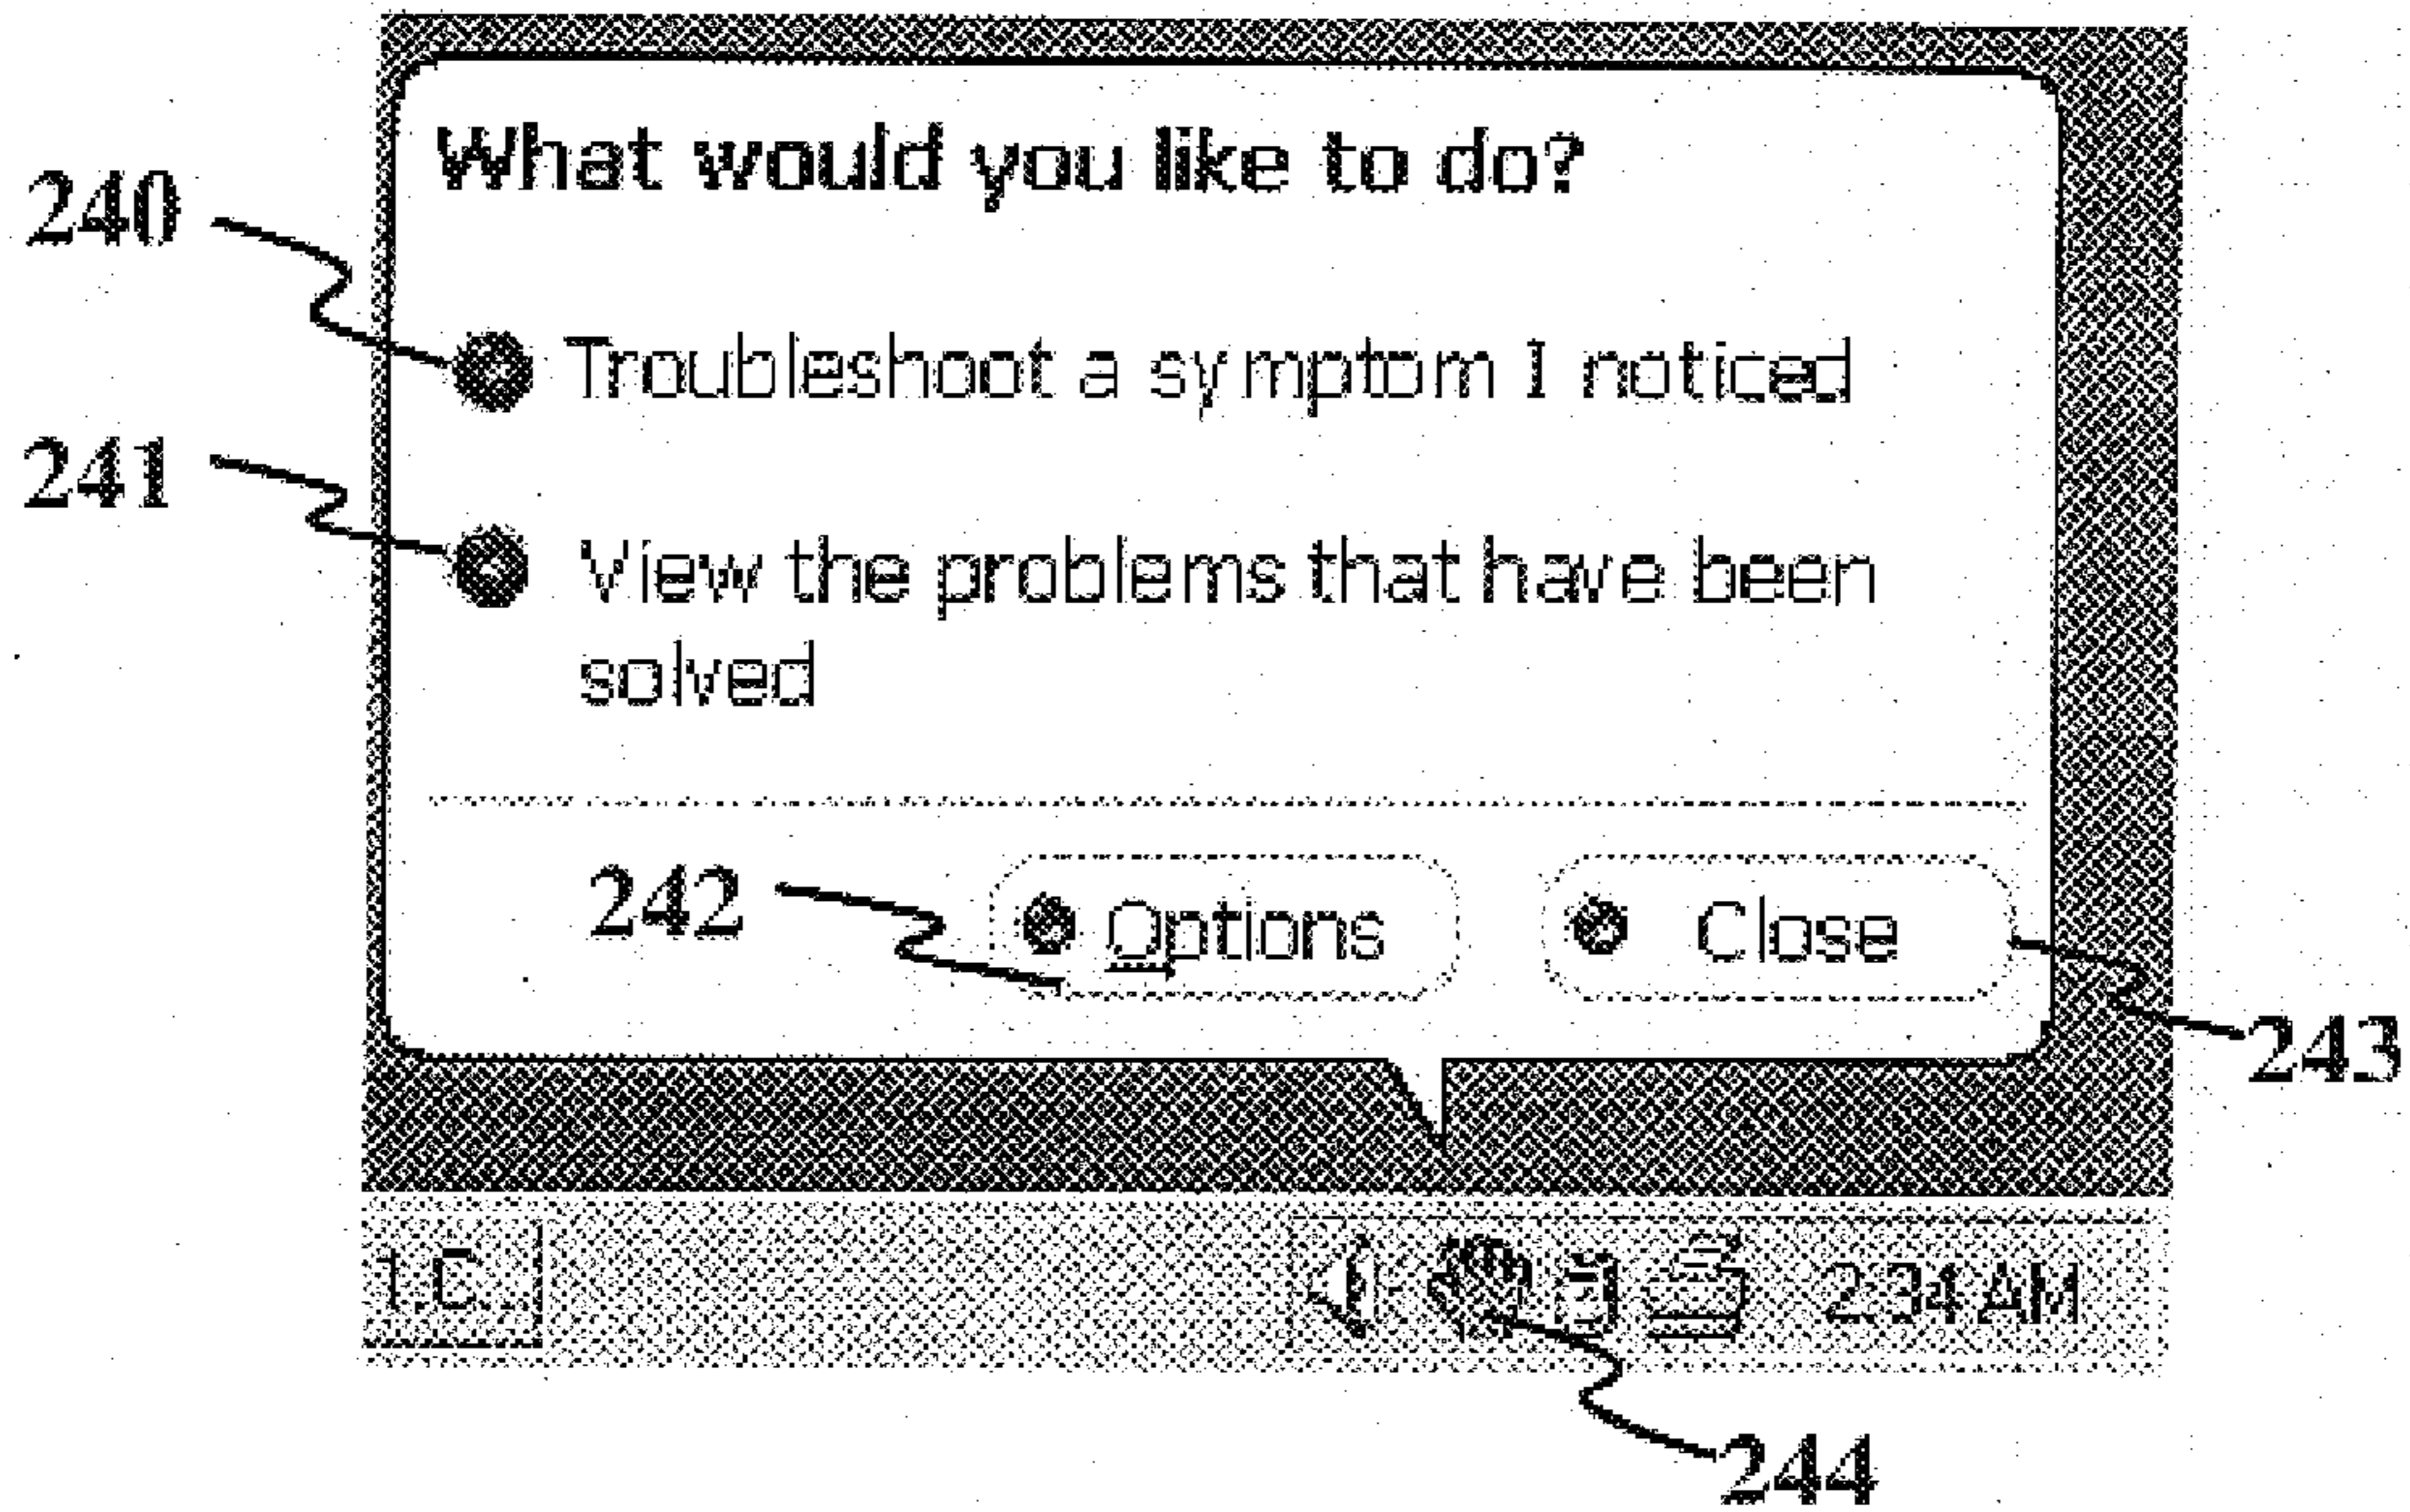 What would you like to do?
240
Troubleshoot a symptom I noticed
241
View the problems that have been
solved
242
Options
Close
243
2:34 AM
244